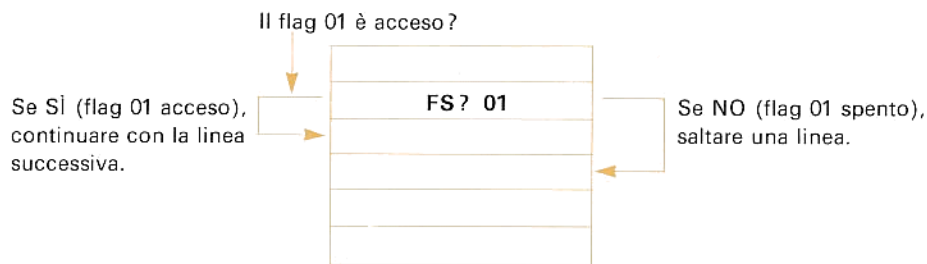 Il flag 01 è acceso?
Se SÌ (flag 01 acceso),
continuare con la linea
successiva.
FS? 01
Se NO (flag 01 spento),
saltare una linea.